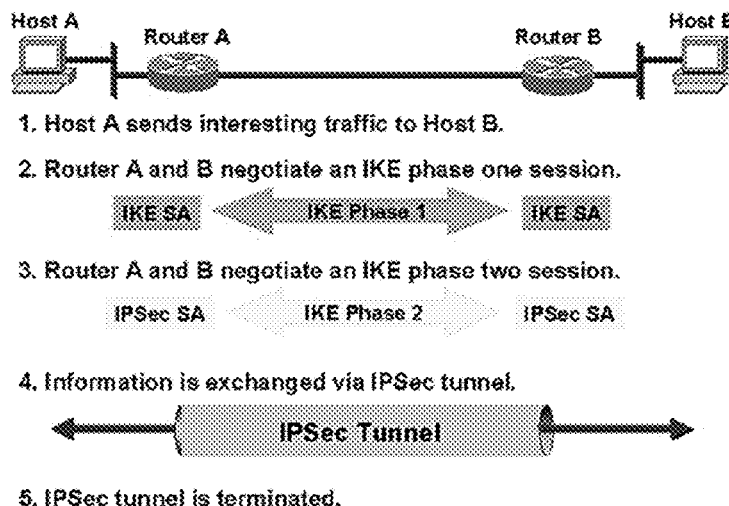 Host A
Router A
Router B
Host B
1. Host A sends interesting traffic to Host B.
2. Router A and B negotiate an IKE phase one session.
IKE SA
IKE Phase 1
IKE SA
3. Router A and B negotiate an IKE phase two session.
IPSec SA
IKE Phase 2
IPSec SA
4. Information is exchanged via IPSec tunnel.
IPSec Tunnel
5. IPSec tunnel is terminated.